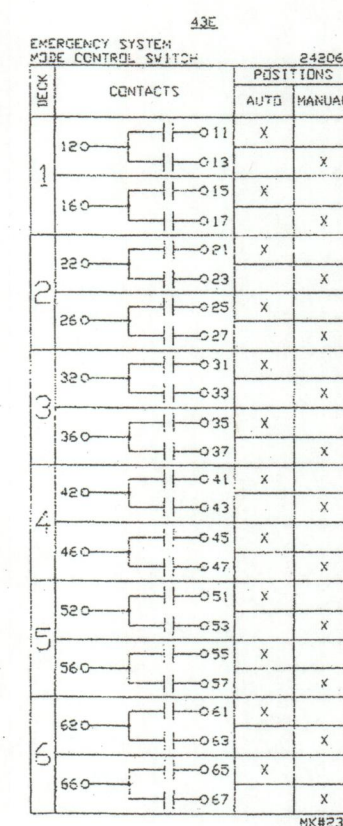 43E
EMERGENCY SYSTEM
MODE CONTROL SWITCH 24206
DECK CONTACTS POSITIONS
AUTO MANUAL
1
12 11 X
13 X
16 15 X
17 X
2
22 21 X
23 X
26 25 X
27 X
3
32 31 X
33 X
36 35 X
37 X
4
42 41 X
43 X
46 45 X
47 X
5
52 51 X
53 X
56 55 X
57 X
6
62 61 X
63 X
66 65 X
67 X
MK#23